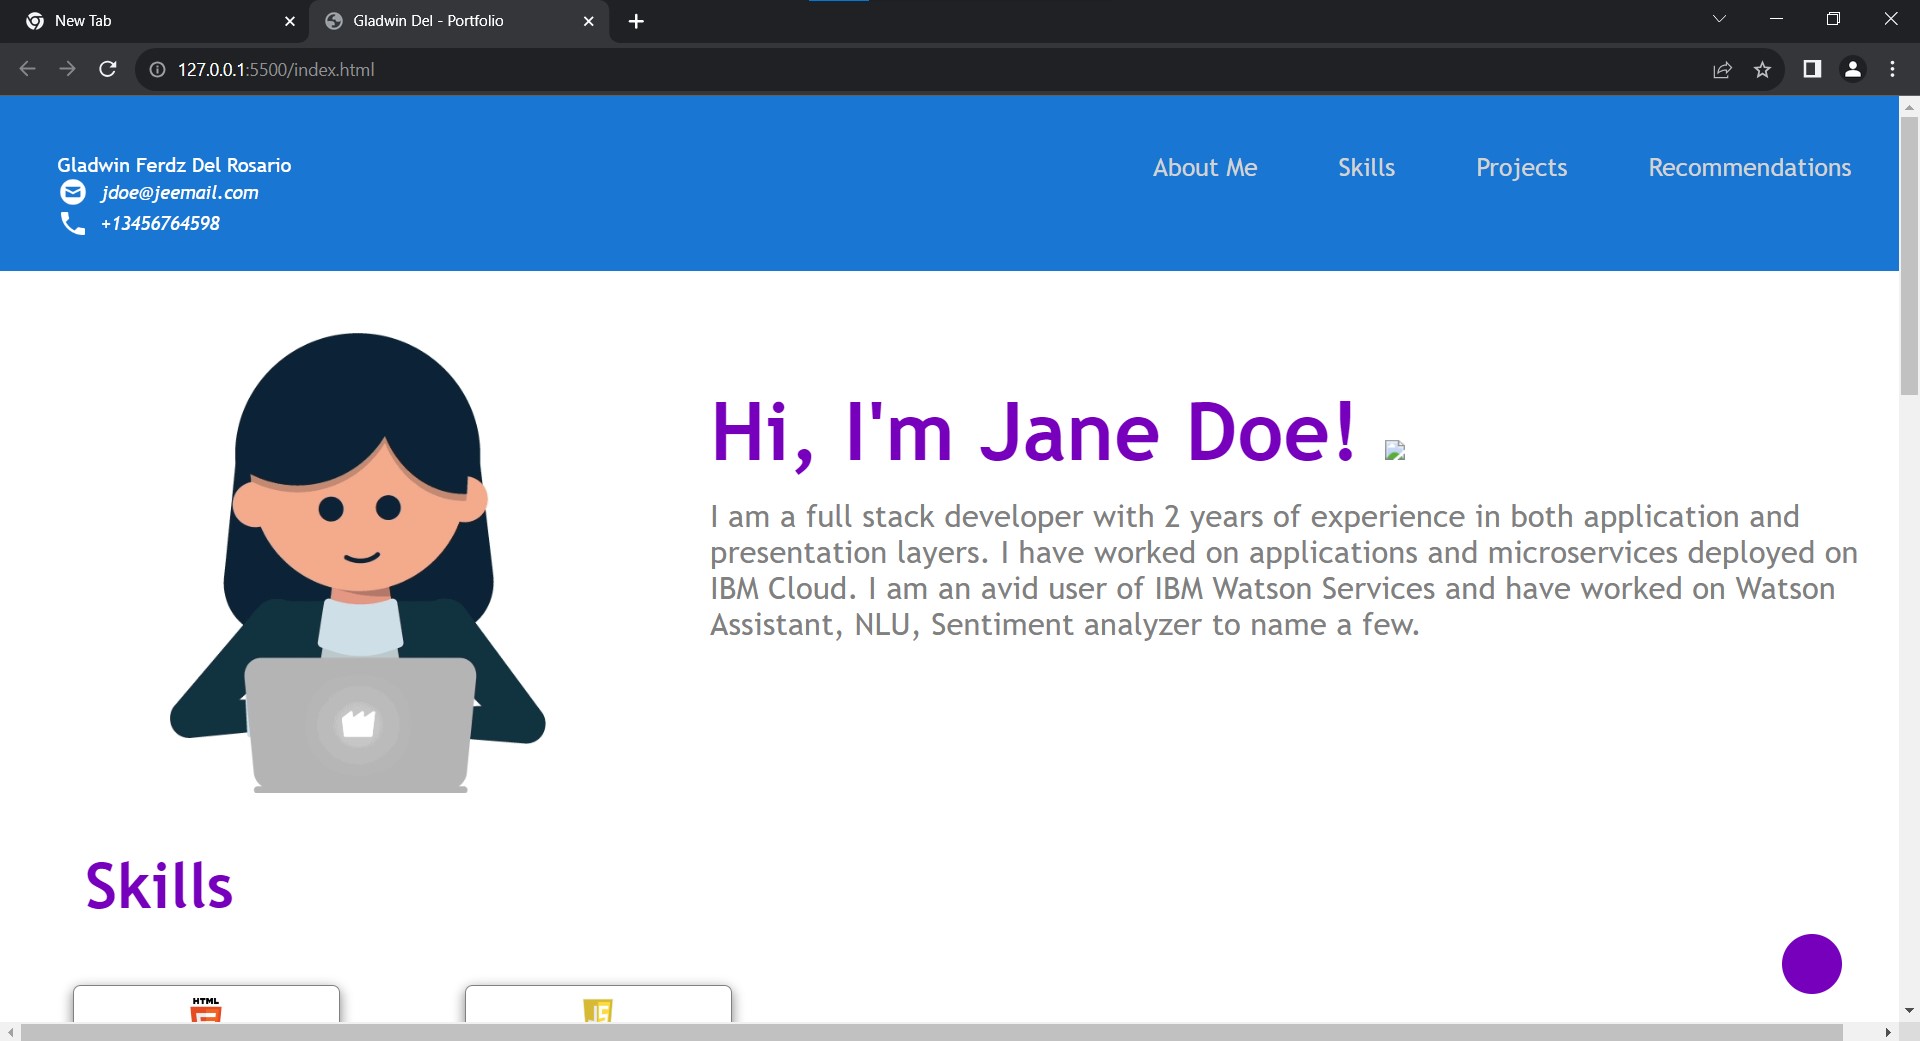 New Tab
Gladwin Del - Portfolio
127.0.0.1:5500/index.html
Gladwin Ferdz Del Rosario
jdoe@jeemail.com
+13456764598
About Me Skills Projects Recommendations
Hi, I'm Jane Doe!
I am a full stack developer with 2 years of experience in both application and
presentation layers. I have worked on applications and microservices deployed on
IBM Cloud. I am an avid user of IBM Watson Services and have worked on Watson
Assistant, NLU, Sentiment analyzer to name a few.
Skills
HTML
JS